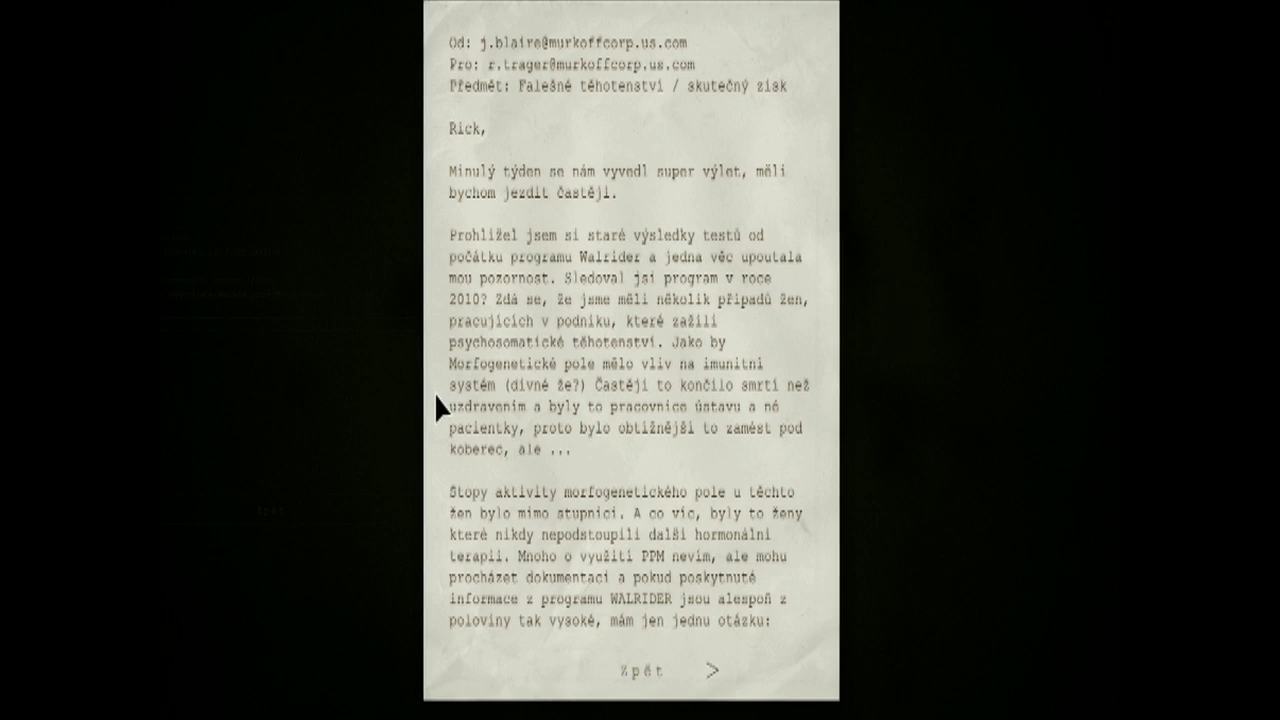 Od: j.blaire@murkoffcorp.us.com
Pro: r.trager@murkoffcorp.us.com
Předmět: Falešné těhotenství / skutečný zisk
Rick,
Minulý týden se nám vyvedl super výlet, měli
bychom jezdit častěji.
Prohlížel jsem si staré výsledky testů od
počátku programu Walrider a jedna věc upoutala
mou pozornost. Sledoval jsi program v roce
2010? Zdá se, že jsme měli několik případů žen,
pracujících v podniku, které zažili
psychosomatické těhotenství. Jako by
Morfogenetické pole mělo vliv na imunitní
systém (divné že?) Častěji to končilo smrtí než
uzdravením a byly to pracovnice ústavu a né
pacientky, proto bylo obtížnější to zamést pod
koberec, ale ...
Stopy aktivity morfogenetického pole u těchto
žen bylo mimo stupnici. A co víc, byly to ženy
které nikdy nepodstoupili další hormonální
terapii. Mnoho o využití PPM nevím, ale mohu
procházet dokumentaci a pokud poskytnuté
informace z programu WALRIDER jsou alespoň z
poloviny tak vysoké, mám jen jednu otázku:
Zpět >